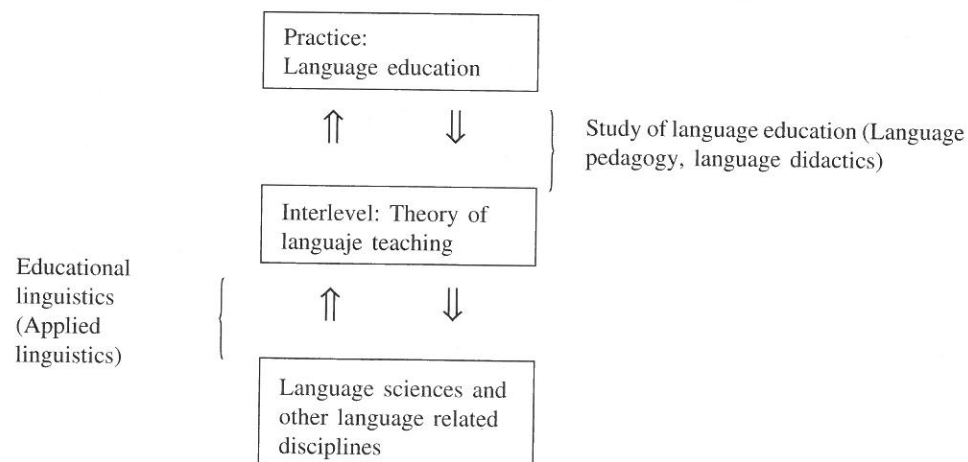 Practice:
Language education
Study of language education (Language
pedagogy, language didactics)
Interlevel: Theory of
languaje teaching
Educational
linguistics
(Applied
linguistics)
Language sciences and
other language related
disciplines